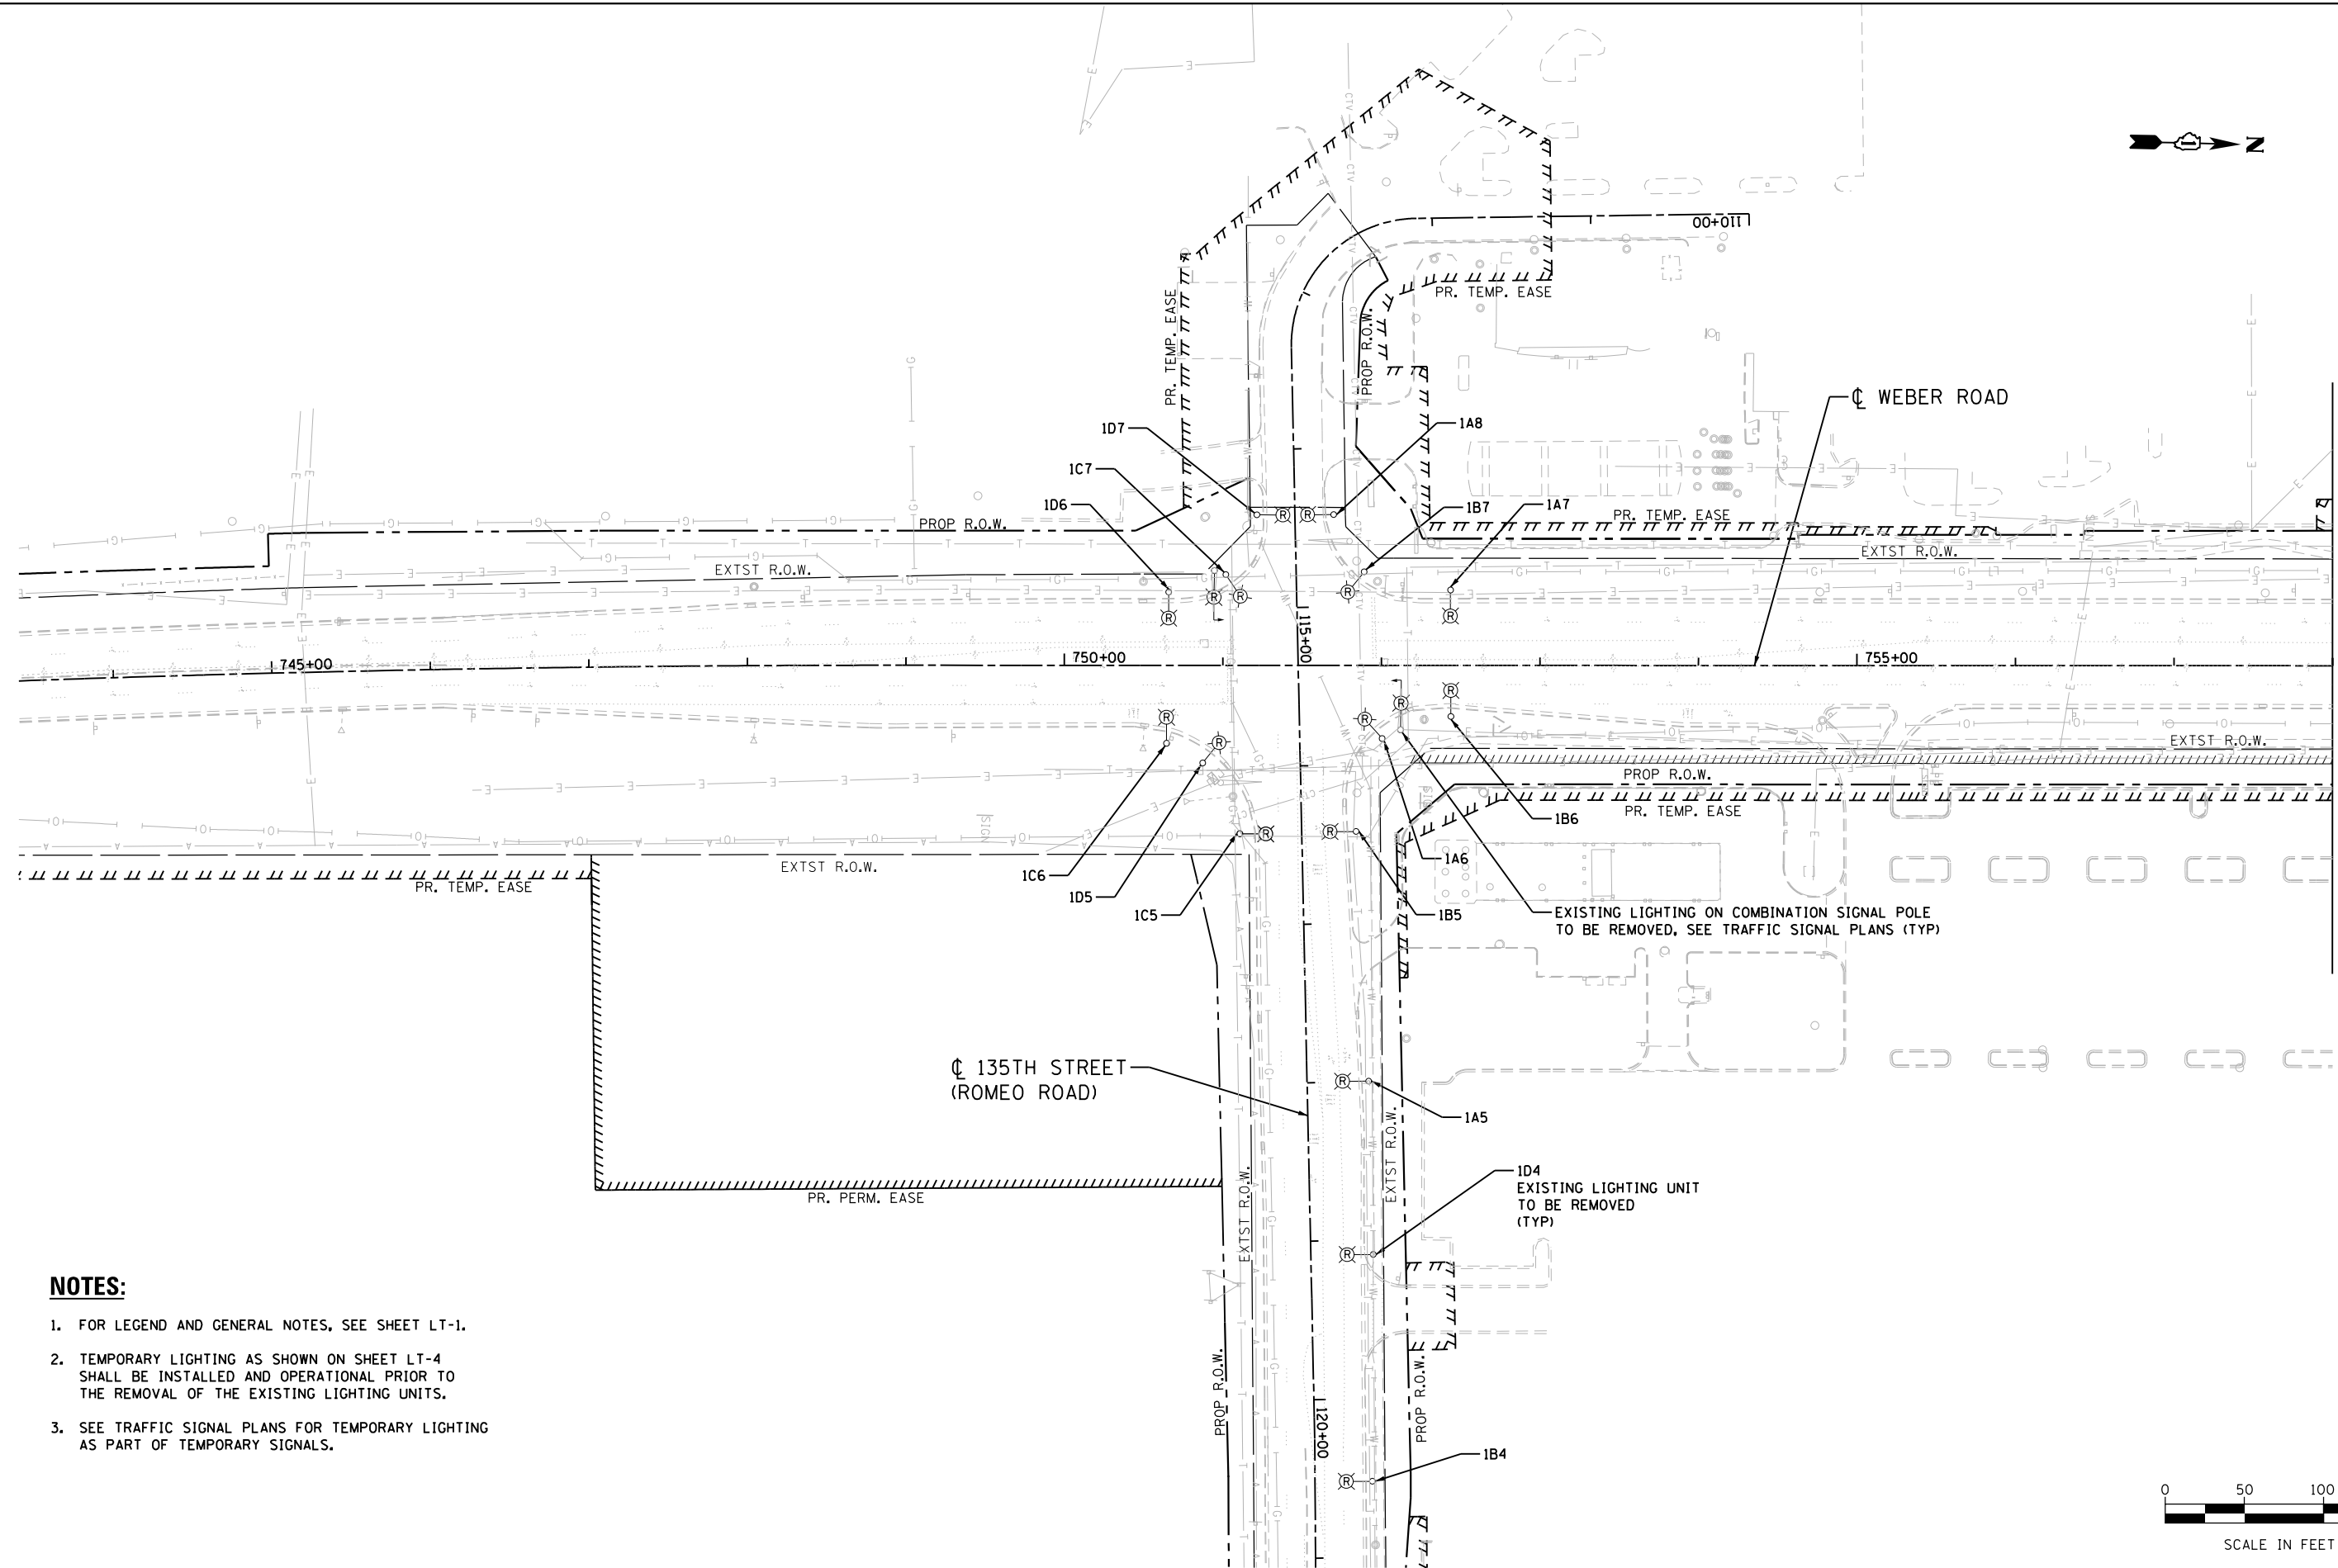 N
1
110+00
PR. TEMP. EASE
PR. TEMP. EASE
PROP R.O.W.
℄ WEBER ROAD
1D7
1A8
1C7
1D6
1B7
1A7
PROP R.O.W.
PR. TEMP. EASE
EXTST R.O.W.
EXTST R.O.W.
115+00
745+00
750+00
755+00
EXTST R.O.W.
PROP R.O.W.
PR. TEMP. EASE
1B6
1A6
EXTST R.O.W.
1C6
PR. TEMP. EASE
1D5
1C5
1B5
EXISTING LIGHTING ON COMBINATION SIGNAL POLE
TO BE REMOVED, SEE TRAFFIC SIGNAL PLANS (TYP)
SIGN
℄ 135TH STREET
(ROMEO ROAD)
1A5
EXTST R.O.W.
1D4
EXISTING LIGHTING UNIT
TO BE REMOVED
(TYP)
PR. PERM. EASE
EXTST R.O.W.
PROP R.O.W.
PROP R.O.W.
120+00
1B4
NOTES:
1. FOR LEGEND AND GENERAL NOTES, SEE SHEET LT-1.
2. TEMPORARY LIGHTING AS SHOWN ON SHEET LT-4
SHALL BE INSTALLED AND OPERATIONAL PRIOR TO
THE REMOVAL OF THE EXISTING LIGHTING UNITS.
3. SEE TRAFFIC SIGNAL PLANS FOR TEMPORARY LIGHTING
AS PART OF TEMPORARY SIGNALS.
0 50 100
SCALE IN FEET